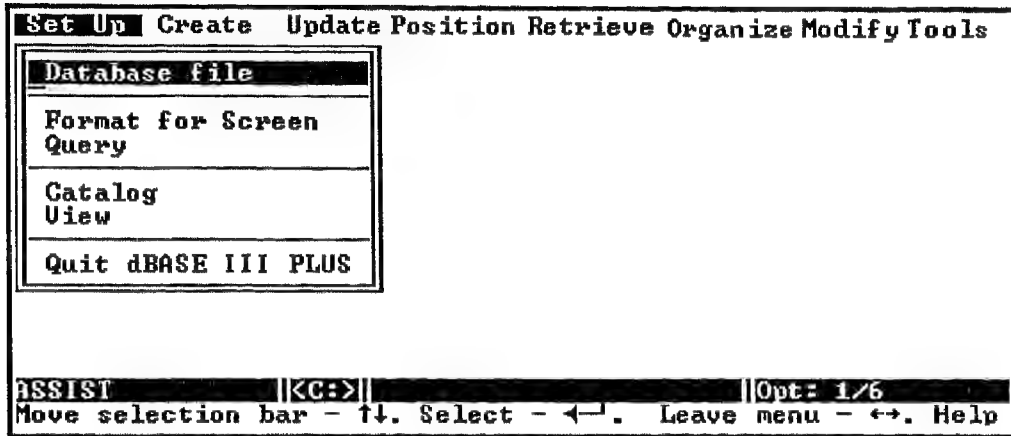 Set Up Create Update Position Retrieve Organize Modify Tools
Database file
Format for Screen
Query
Catalog
View
Quit dBASE III PLUS
ASSIST ||<C:>|| ||Opt: 1/6
Move selection bar - ↑↓. Select - ↵. Leave menu - ↔. Help